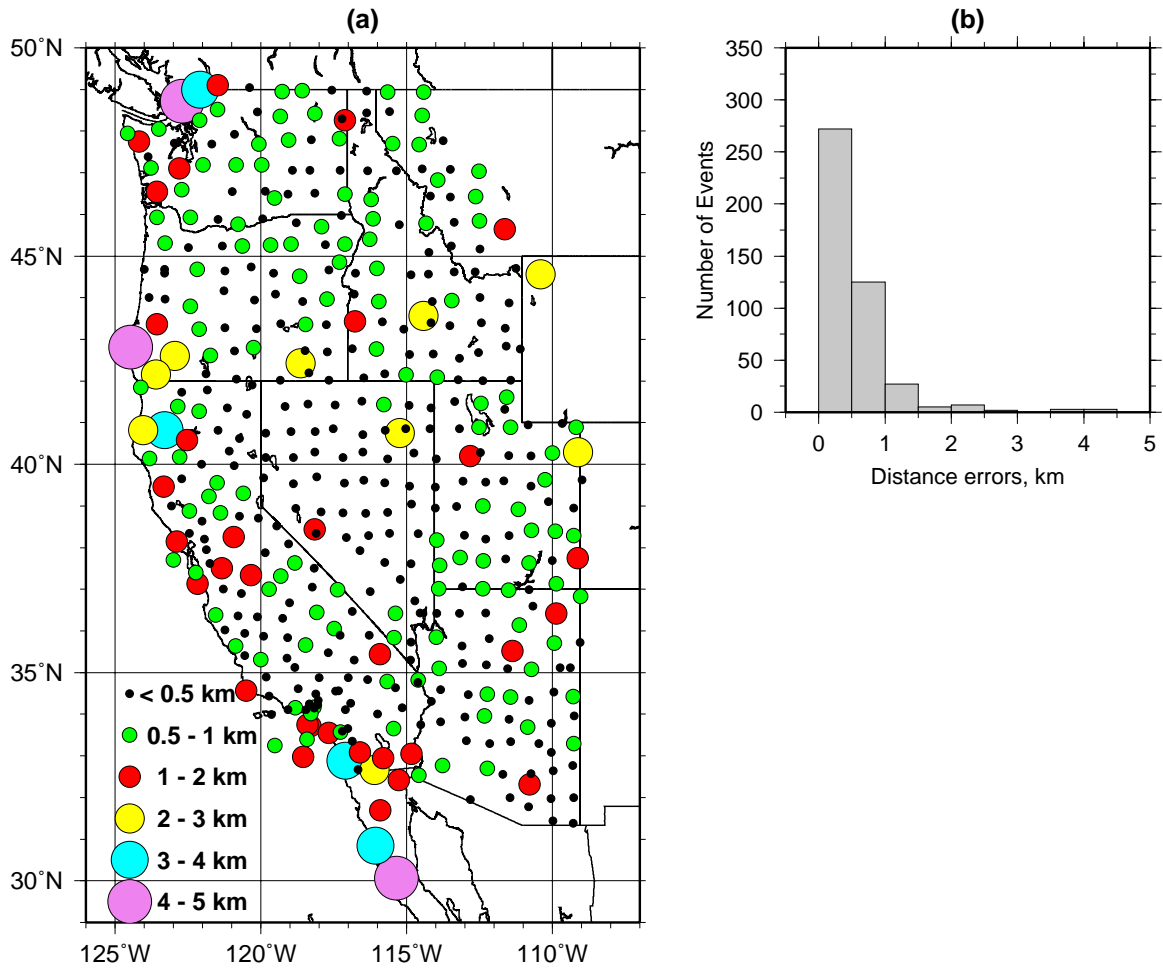 (a)
50˚N
45˚N
40˚N
35˚N
30˚N
125˚W
120˚W
115˚W
110˚W
< 0.5 km
0.5 - 1 km
1 - 2 km
2 - 3 km
3 - 4 km
4 - 5 km
(b)
350
300
250
200
150
100
50
0
Number of Events
0
1
2
3
4
5
Distance errors, km